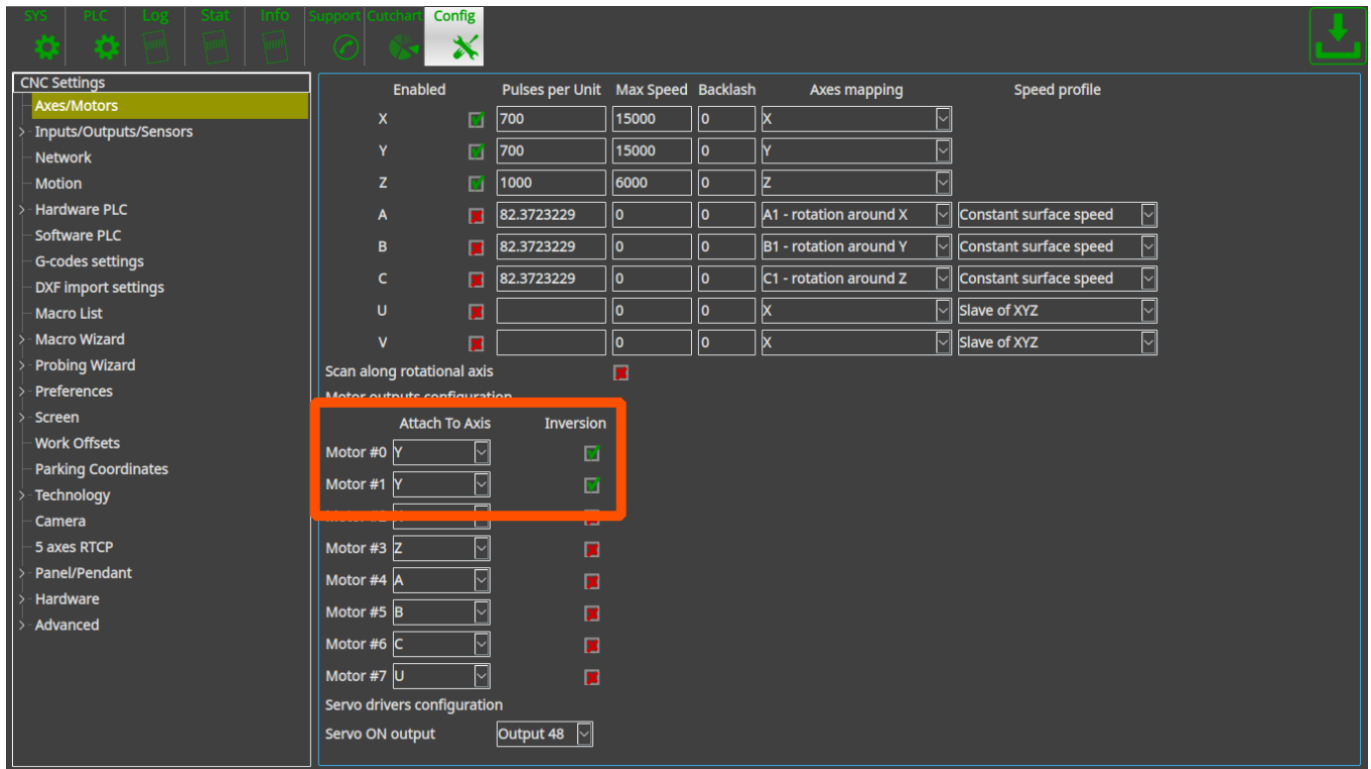 SYS PLC Log Stat Info Support Cutchart Config
CNC Settings
Axes/Motors
Inputs/Outputs/Sensors
Network
Motion
Hardware PLC
Software PLC
G-codes settings
DXF import settings
Macro List
Macro Wizard
Probing Wizard
Preferences
Screen
Work Offsets
Parking Coordinates
Technology
Camera
5 axes RTCP
Panel/Pendant
Hardware
Advanced
Enabled Pulses per Unit Max Speed Backlash Axes mapping Speed profile
X 700 15000 0 X
Y 700 15000 0 Y
Z 1000 6000 0 Z
A 82.3723229 0 0 A1 - rotation around X Constant surface speed
B 82.3723229 0 0 B1 - rotation around Y Constant surface speed
C 82.3723229 0 0 C1 - rotation around Z Constant surface speed
U 0 0 X Slave of XYZ
V 0 0 X Slave of XYZ
Scan along rotational axis
Motor outputs configuration
Attach To Axis Inversion
Motor #0 Y
Motor #1 Y
Motor #3 Z
Motor #4 A
Motor #5 B
Motor #6 C
Motor #7 U
Servo drivers configuration
Servo ON output Output 48